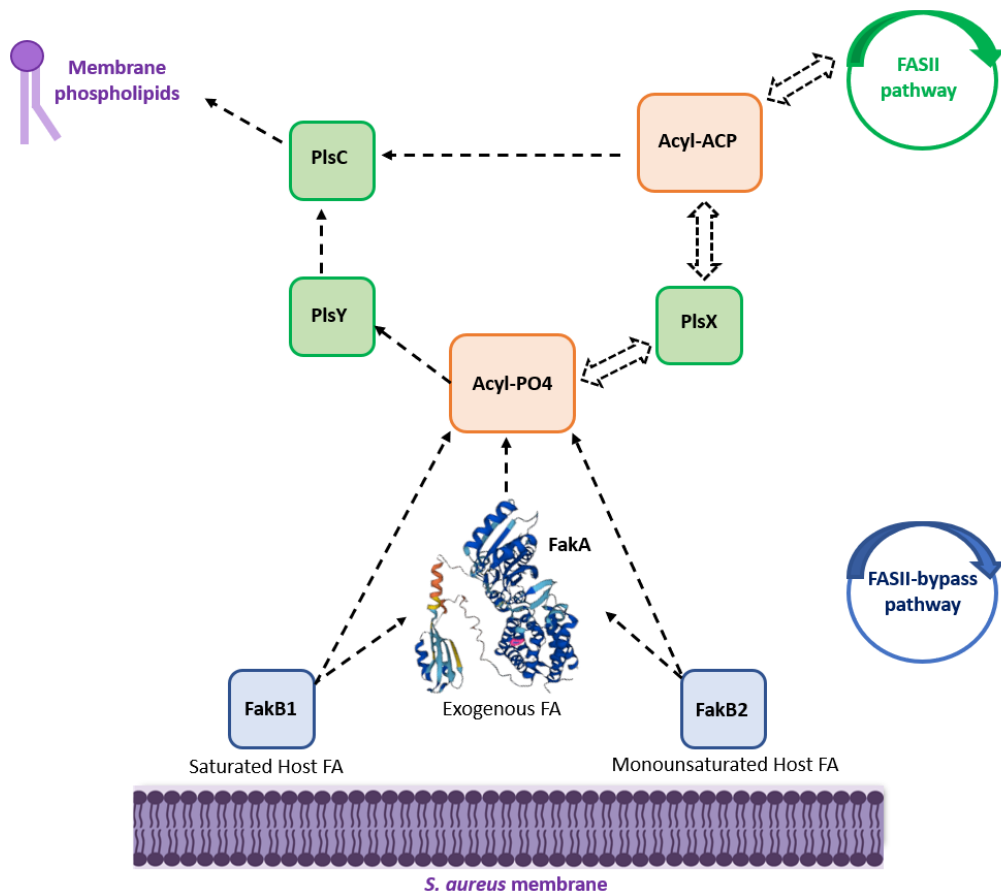 Membrane
phospholipids
FASII
pathway
PlsC
Acyl-ACP
PlsY
PlsX
Acyl-PO4
FakA
FASII-bypass
pathway
FakB1
Exogenous FA
FakB2
Saturated Host FA
Monounsaturated Host FA
S. aureus membrane